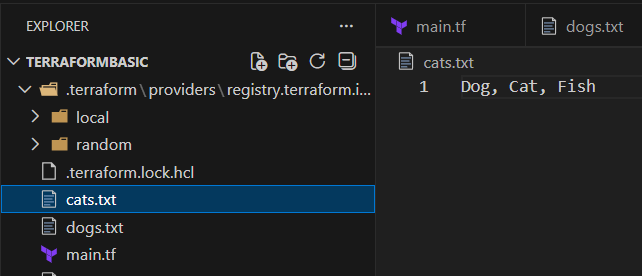 EXPLORER
TERRAFORMBASIC
.terraform\providers\registry.terraform.i...
local
random
.terraform.lock.hcl
cats.txt
dogs.txt
main.tf
main.tf
dogs.txt
cats.txt
1 Dog, Cat, Fish